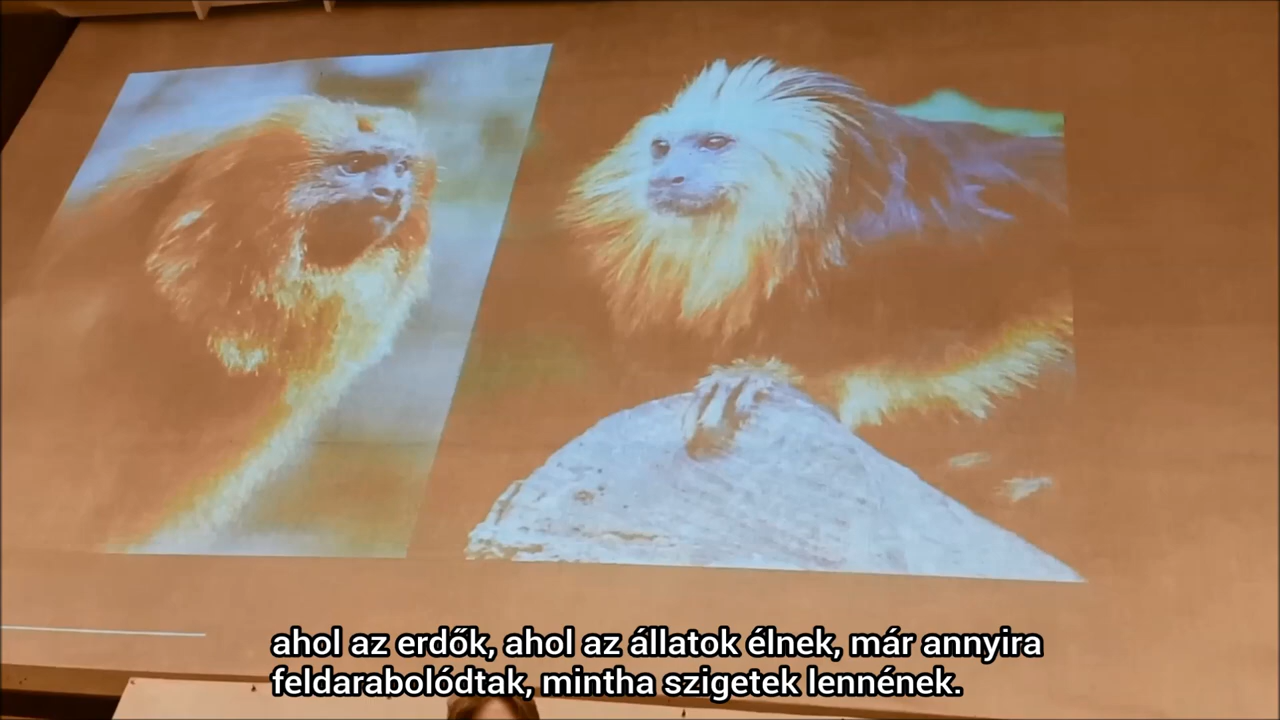 ahol az erdők, ahol az állatok élnek, már annyira
feldarabolódtak, mintha szigetek lennének.